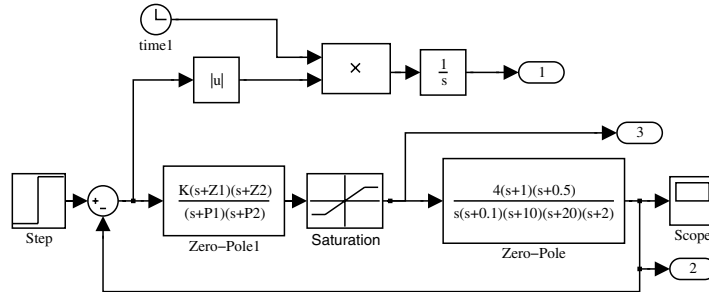 time1
|u|
×
1
s
1
3
Step
+
−
K(s+Z1)(s+Z2)
(s+P1)(s+P2)
Zero−Pole1
Saturation
4(s+1)(s+0.5)
s(s+0.1)(s+10)(s+20)(s+2)
Zero−Pole
Scope
2